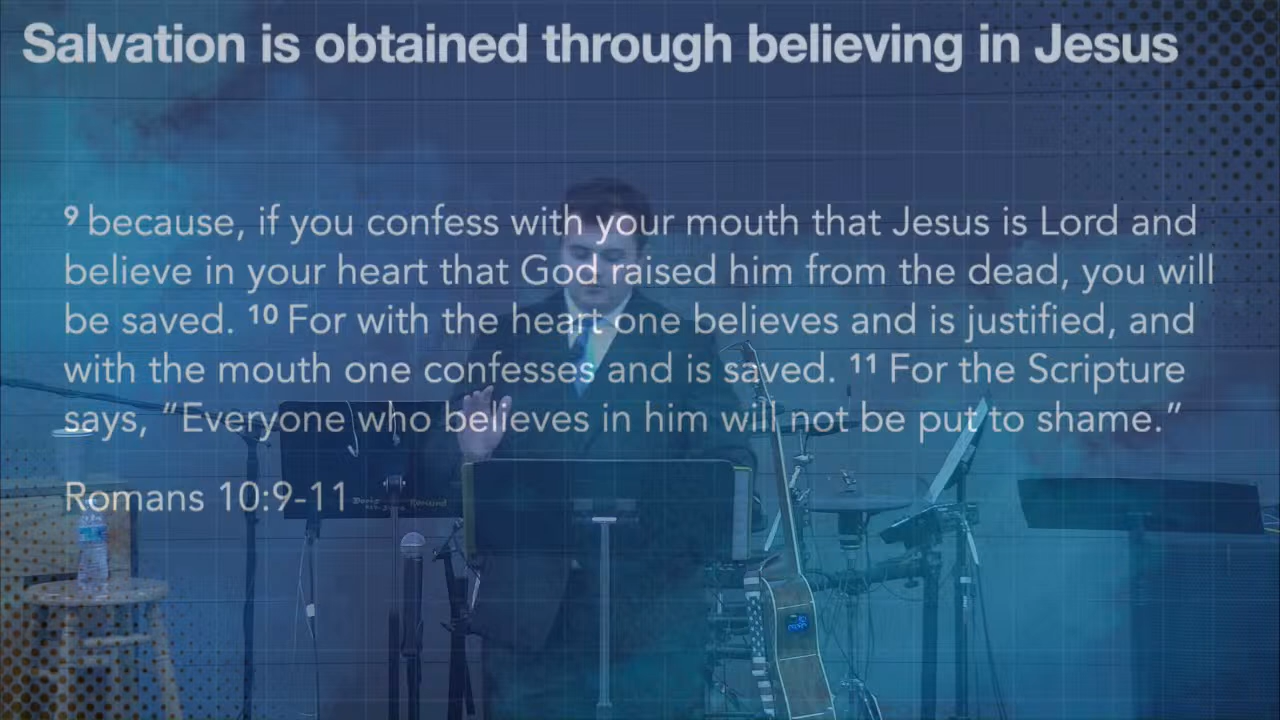 Salvation is obtained through believing in Jesus
9 because, if you confess with your mouth that Jesus is Lord and
believe in your heart that God raised him from the dead, you will
be saved. 10 For with the heart one believes and is justified, and
with the mouth one confesses and is saved. 11 For the Scripture
says, “Everyone who believes in him will not be put to shame.”
Romans 10:9-11